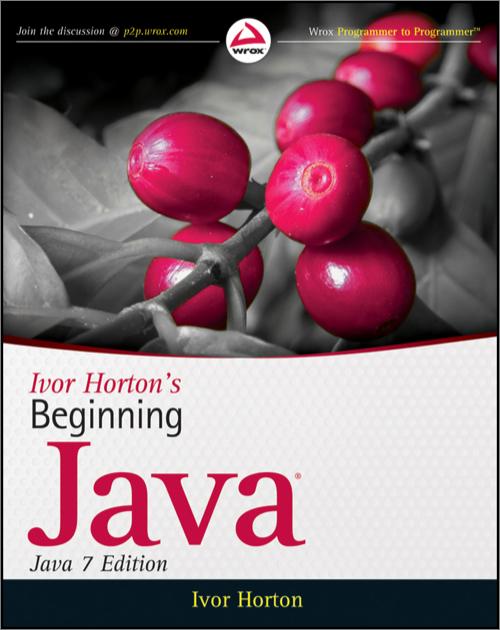 Join the discussion @ p2p.wrox.com
wrox
Wrox Programmer to Programmer™
Ivor Horton's
Beginning
Java®
Java 7 Edition
Ivor Horton